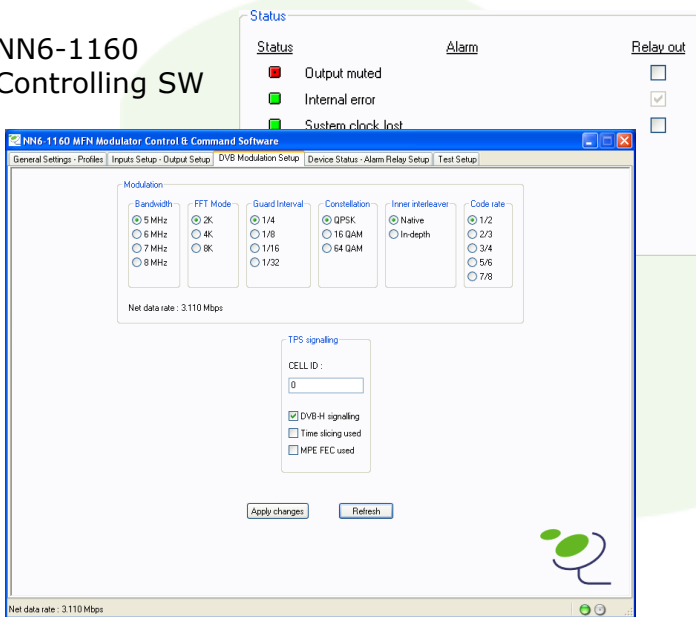 NN6-1160
Controlling SW
Status
Status Alarm Relay out
Output muted
Internal error
System clock lost
NN6-1160 MFN Modulator Control & Command Software
General Settings - Profiles Inputs Setup - Output Setup DVB Modulation Setup Device Status - Alarm Relay Setup Test Setup
Modulation
Bandwidth FFT Mode Guard Interval Constellation Inner interleaver Code rate
5 MHz 2K 1/4 QPSK Native 1/2
6 MHz 4K 1/8 16 QAM In-depth 2/3
7 MHz 8K 1/16 64 QAM 3/4
8 MHz 1/32 5/6
7/8
Net data rate : 3.110 Mbps
TPS signalling
CELL ID :
0
DVB-H signalling
Time slicing used
MPE FEC used
Apply changes Refresh
Net data rate : 3.110 Mbps